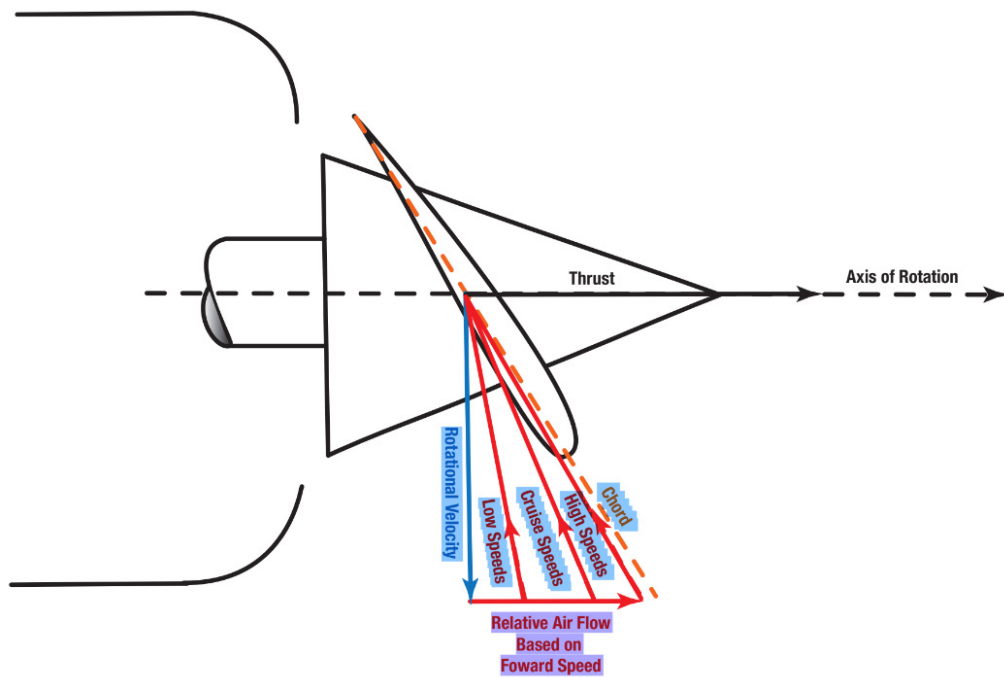 Thrust
Axis of Rotation
Rotational Velocity
Low Speeds
Cruise Speeds
High Speeds
Chord
Relative Air Flow
Based on
Foward Speed